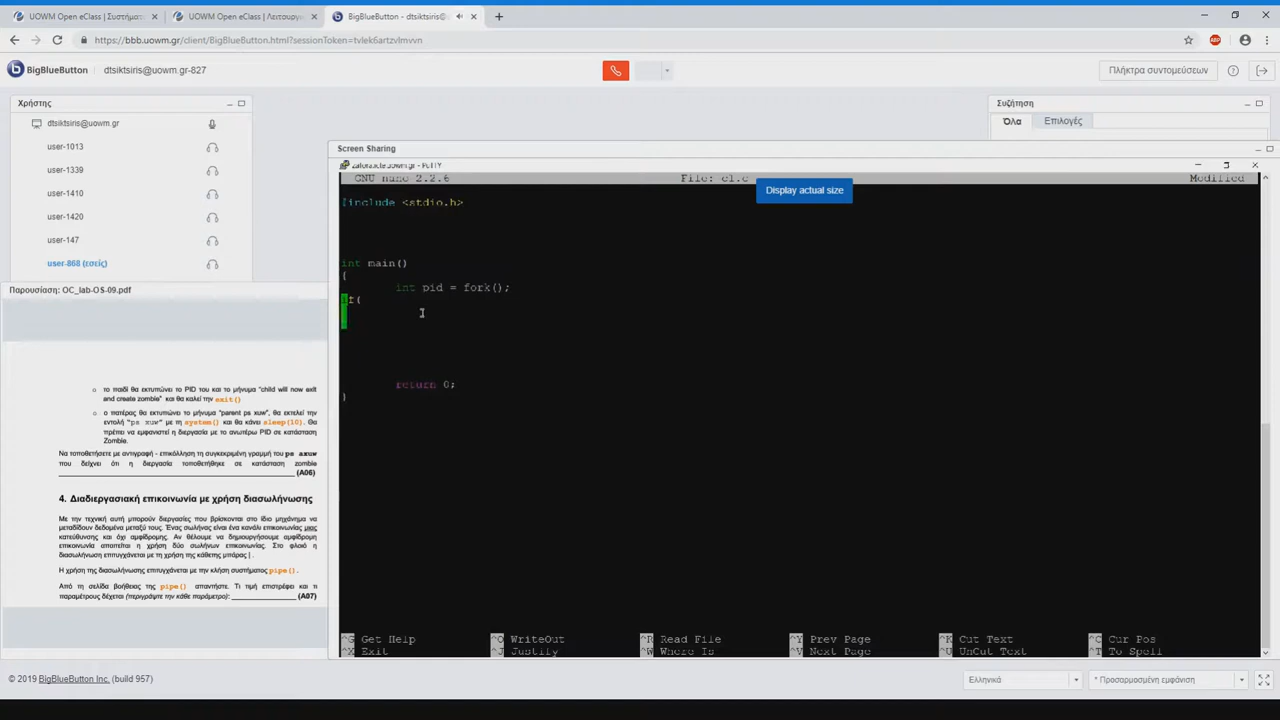 UOWM Open eClass | Συστήματ
UOWM Open eClass | Λειτουργι
BigBlueButton - dtsiktsiris@
https://bbb.uowm.gr/client/BigBlueButton.html?sessionToken=tvlek6artzvlmvvn
BigBlueButton
dtsiktsiris@uowm.gr-827
Πλήκτρα συντομεύσεων
Χρήστης
dtsiktsiris@uowm.gr
user-1013
user-1339
user-1410
user-1420
user-147
user-868 (εσείς)
Συζήτηση
Όλα
Επιλογές
Screen Sharing
PuTTY
GNU nano 2.2.6
File: c1.c
Modified
Display actual size
#include <stdio.h>
int main()
{
int pid = fork();
if(
return 0;
}
^G Get Help
^O WriteOut
^R Read File
^Y Prev Page
^K Cut Text
^C Cur Pos
^X Exit
^J Justify
^W Where Is
^V Next Page
^U UnCut Text
^T To Spell
Παρουσίαση: OC_lab-OS-09.pdf
o το παιδί θα εκτυπώνει το PID του και το μήνυμα "child will now exit
and create zombie" και θα καλεί την exit()
o ο πατέρας θα εκτυπώνει το μήνυμα "parent ps xuw", θα εκτελεί την
εντολή "ps xuw" με τη system() και θα κάνει sleep(10). Θα
πρέπει να εμφανιστεί η διεργασία με το ανωτέρω PID σε κατάσταση
Zombie.
Να τοποθετήσετε με αντιγραφή - επικόλληση τη συγκεκριμένη γραμμή του ps axuw
που δείχνει ότι η διεργασία τοποθετήθηκε σε κατάσταση zombie
(A06)
4. Διαδιεργασιακή επικοινωνία με χρήση διασωλήνωσης
Με την τεχνική αυτή μπορούν διεργασίες που βρίσκονται στο ίδιο μηχάνημα να
μεταδίδουν δεδομένα μεταξύ τους. Ένας σωλήνας είναι ένα κανάλι επικοινωνίας μιας
κατεύθυνσης και όχι αμφίδρομης. Αν θέλουμε να δημιουργήσουμε αμφίδρομη
επικοινωνία απαιτείται η χρήση δύο σωλήνων επικοινωνίας. Στο φλοιό η
διασωλήνωση επιτυγχάνεται με τη χρήση της κάθετης μπάρας | .
Η χρήση της διασωλήνωσης επιτυγχάνεται με την κλήση συστήματος pipe().
Από τη σελίδα βοήθειας της pipe() απαντήστε. Τι τιμή επιστρέφει και τι
παραμέτρους δέχεται (περιγράψτε την κάθε παράμετρο): (A07)
© 2019 BigBlueButton Inc. (build 957)
Ελληνικά
* Προσαρμοσμένη εμφάνιση